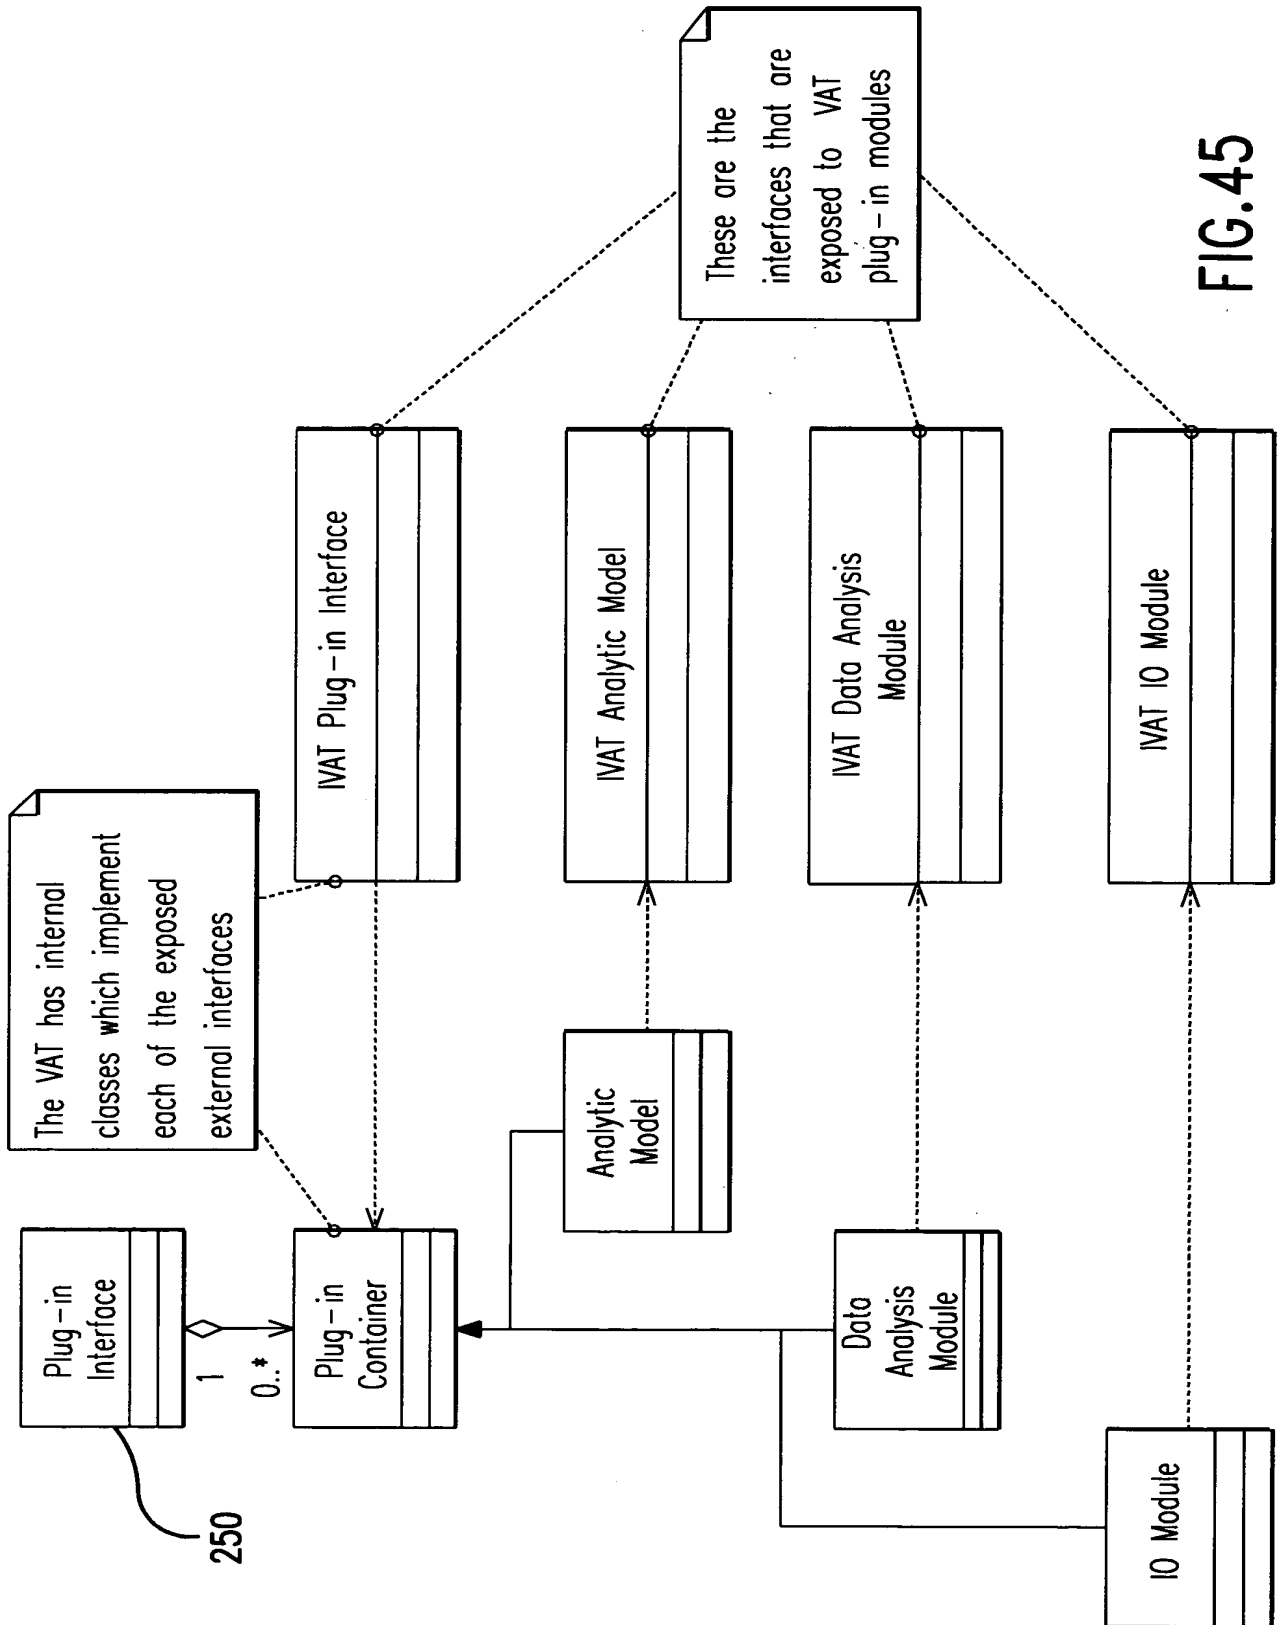 The VAT has internal
classes which implement
each of the exposed
external interfaces
Plug-in
Interface
250
1
0..*
Plug-in
Container
IVAT Plug-in Interface
Analytic
Model
IVAT Analytic Model
These are the
interfaces that are
exposed to VAT
plug-in modules
Data
Analysis
Module
IVAT Data Analysis
Module
IO Module
IVAT IO Module
FIG.45